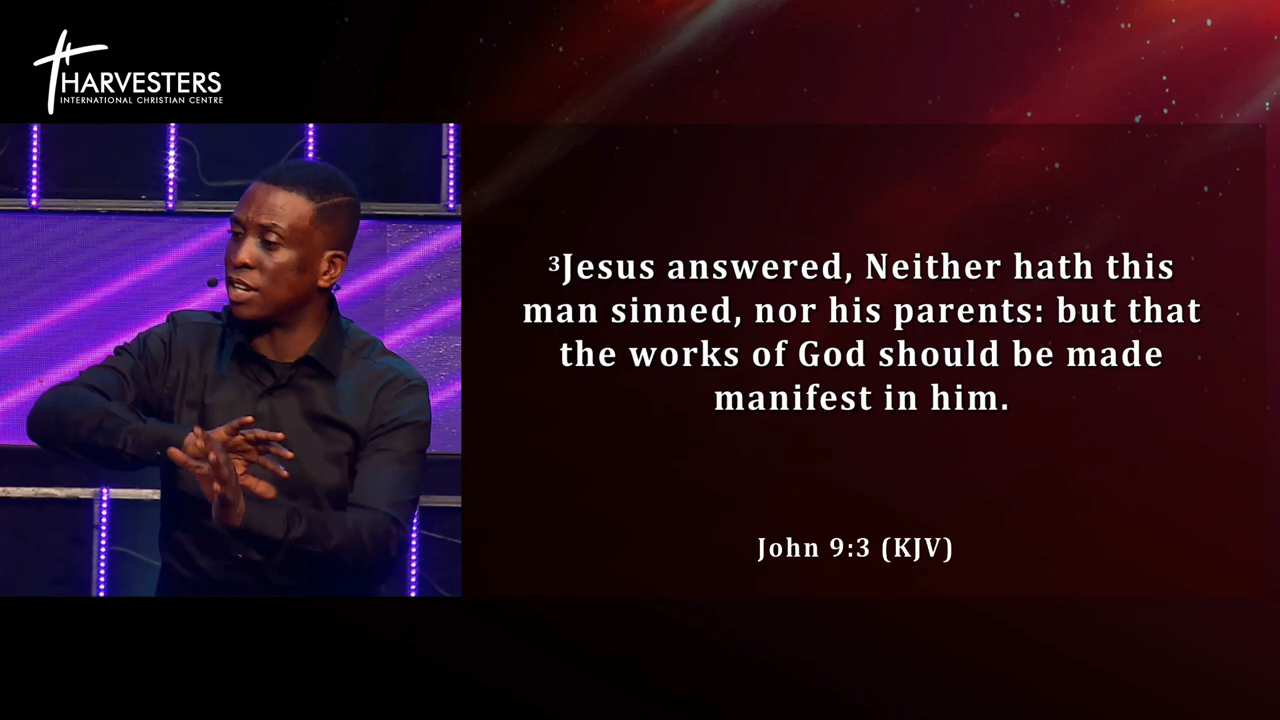 HARVESTERS
INTERNATIONAL CHRISTIAN CENTRE
³Jesus answered, Neither hath this
man sinned, nor his parents: but that
the works of God should be made
manifest in him.
John 9:3 (KJV)